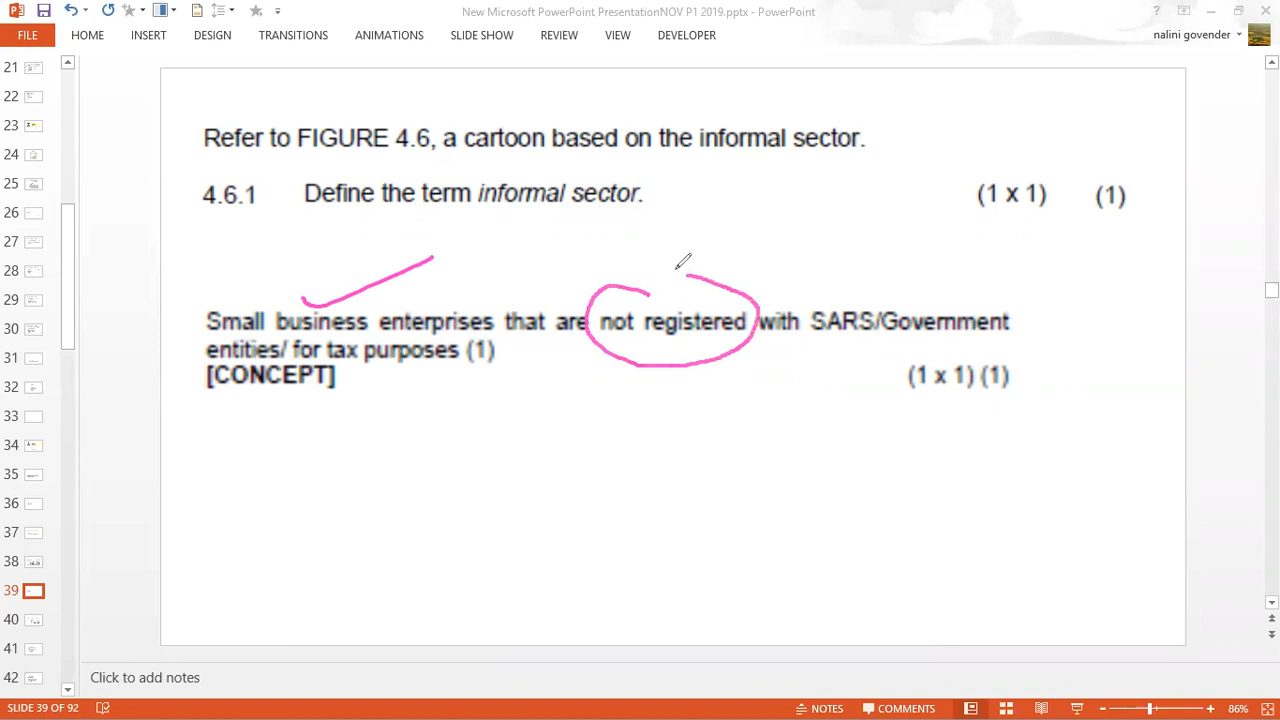 New Microsoft PowerPoint PresentationNOV P1 2019.pptx - PowerPoint
FILE HOME INSERT DESIGN TRANSITIONS ANIMATIONS SLIDE SHOW REVIEW VIEW DEVELOPER nalini govender
21
22
23
24
25
26
27
28
29
30
31
32
33
34
35
36
37
38
39
40
41
42
Refer to FIGURE 4.6, a cartoon based on the informal sector.
4.6.1 Define the term informal sector. (1 x 1) (1)
Small business enterprises that are not registered with SARS/Government
entities/ for tax purposes (1)
[CONCEPT] (1 x 1) (1)
Click to add notes
SLIDE 39 OF 92 NOTES COMMENTS 86%